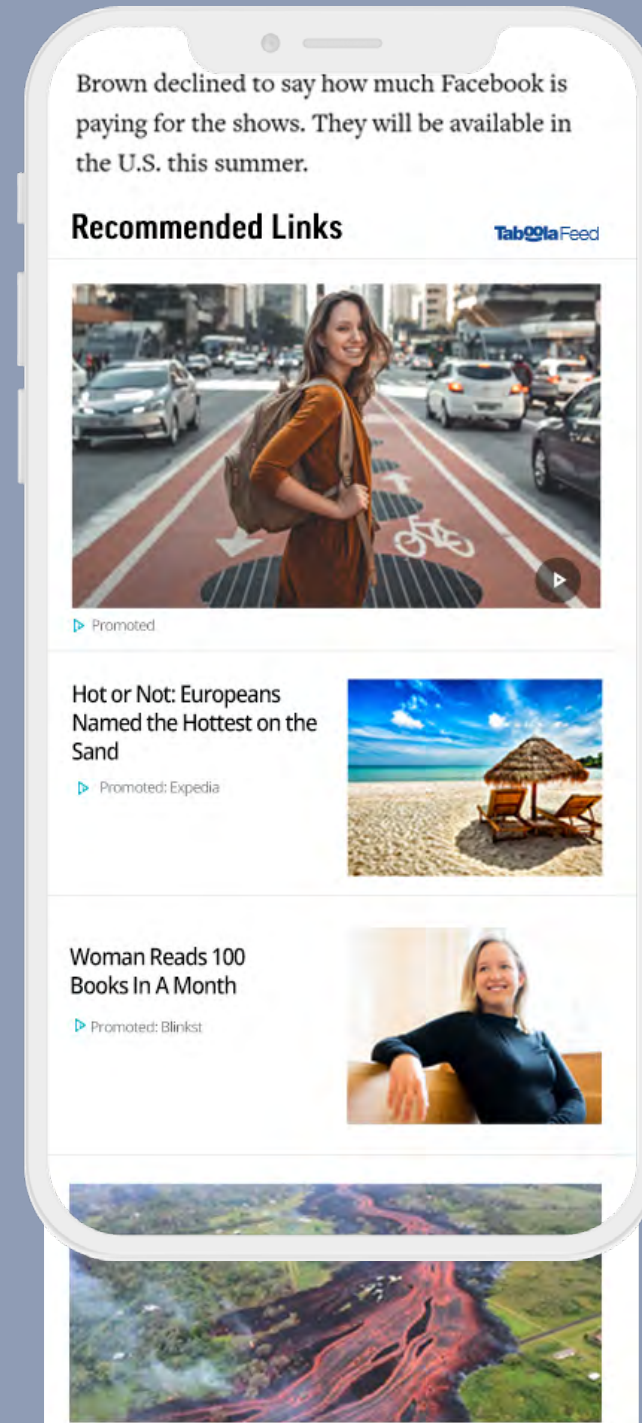 Brown declined to say how much Facebook is
paying for the shows. They will be available in
the U.S. this summer.
Recommended Links
Taboola Feed
Promoted
Hot or Not: Europeans
Named the Hottest on the
Sand
Promoted: Expedia
Woman Reads 100
Books In A Month
Promoted: Blinkst